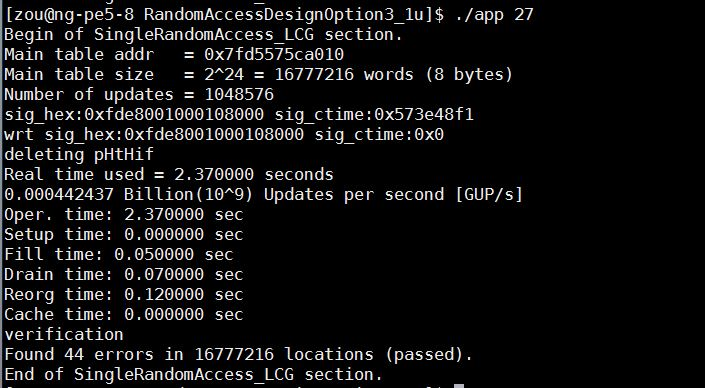 [zou@ng-pe5-8 RandomAccessDesignOption3_1u]$ ./app 27
Begin of SingleRandomAccess_LCG section.
Main table addr   = 0x7fd5575ca010
Main table size   = 2^24 = 16777216 words (8 bytes)
Number of updates = 1048576
sig_hex:0xfde8001000108000 sig_ctime:0x573e48f1
wrt sig_hex:0xfde8001000108000 sig_ctime:0x0
deleting pHtHif
Real time used = 2.370000 seconds
0.000442437 Billion(10^9) Updates per second [GUP/s]
Oper. time: 2.370000 sec
Setup time: 0.000000 sec
Fill time: 0.050000 sec
Drain time: 0.070000 sec
Reorg time: 0.120000 sec
Cache time: 0.000000 sec
verification
Found 44 errors in 16777216 locations (passed).
End of SingleRandomAccess_LCG section.